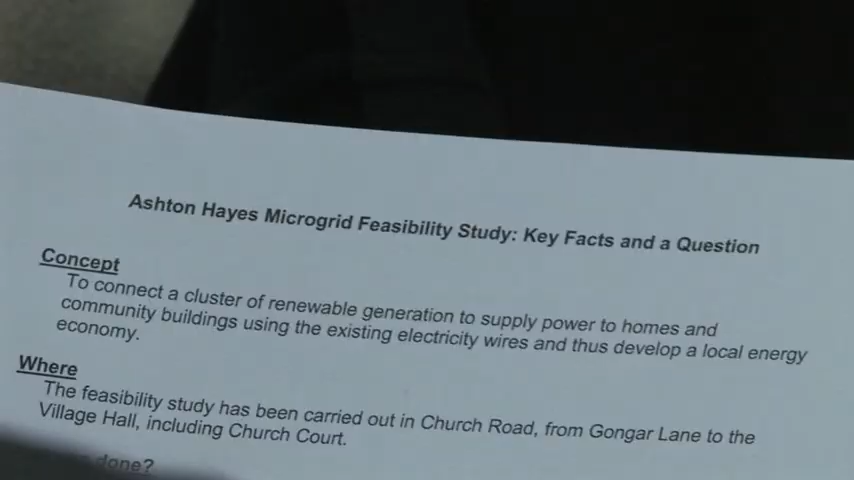 Ashton Hayes Microgrid Feasibility Study: Key Facts and a Question
Concept
To connect a cluster of renewable generation to supply power to homes and
community buildings using the existing electricity wires and thus develop a local energy
economy.
Where
The feasibility study has been carried out in Church Road, from Gongar Lane to the
Village Hall, including Church Court.
done?